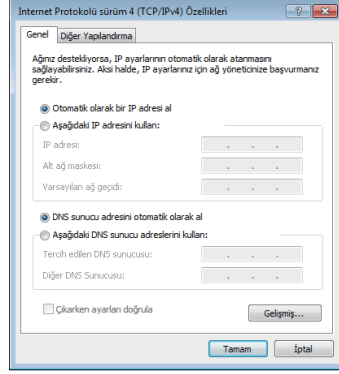 Internet Protokolü sürüm 4 (TCP/IPv4) Özellikleri
Genel
Diğer Yapılandırma
Ağınız destekliyorsa, IP ayarlarının otomatik olarak atanmasını
sağlayabilirsiniz. Aksi halde, IP ayarlarınız için ağ yöneticinize başvurmanız
gerekir.
Otomatik olarak bir IP adresi al
Aşağıdaki IP adresini kullan:
IP adresi:
Alt ağ maskesi:
Varsayılan ağ geçidi:
DNS sunucu adresini otomatik olarak al
Aşağıdaki DNS sunucu adreslerini kullan:
Tercih edilen DNS sunucusu:
Diğer DNS Sunucusu:
Çıkarken ayarları doğrula
Gelişmiş...
Tamam
İptal